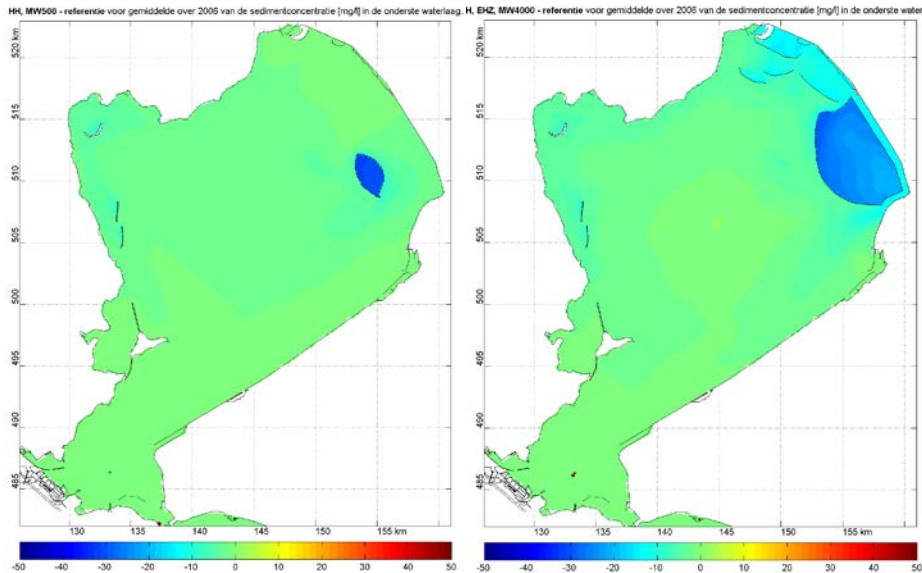 HH, MW500 - referentie voor gemiddelde over 2006 van de sedimentconcentratie [mg/l] in de onderste waterlaag.
520 km
515
510
505
500
495
490
485
130 135 140 145 150 155 km
-50 -40 -30 -20 -10 0 10 20 30 40 50
H, EHZ, MW4000 - referentie voor gemiddelde over 2006 van de sedimentconcentratie [mg/l] in de onderste water
520 km
515
510
505
500
495
490
485
130 135 140 145 150 155 km
-50 -40 -30 -20 -10 0 10 20 30 40 50